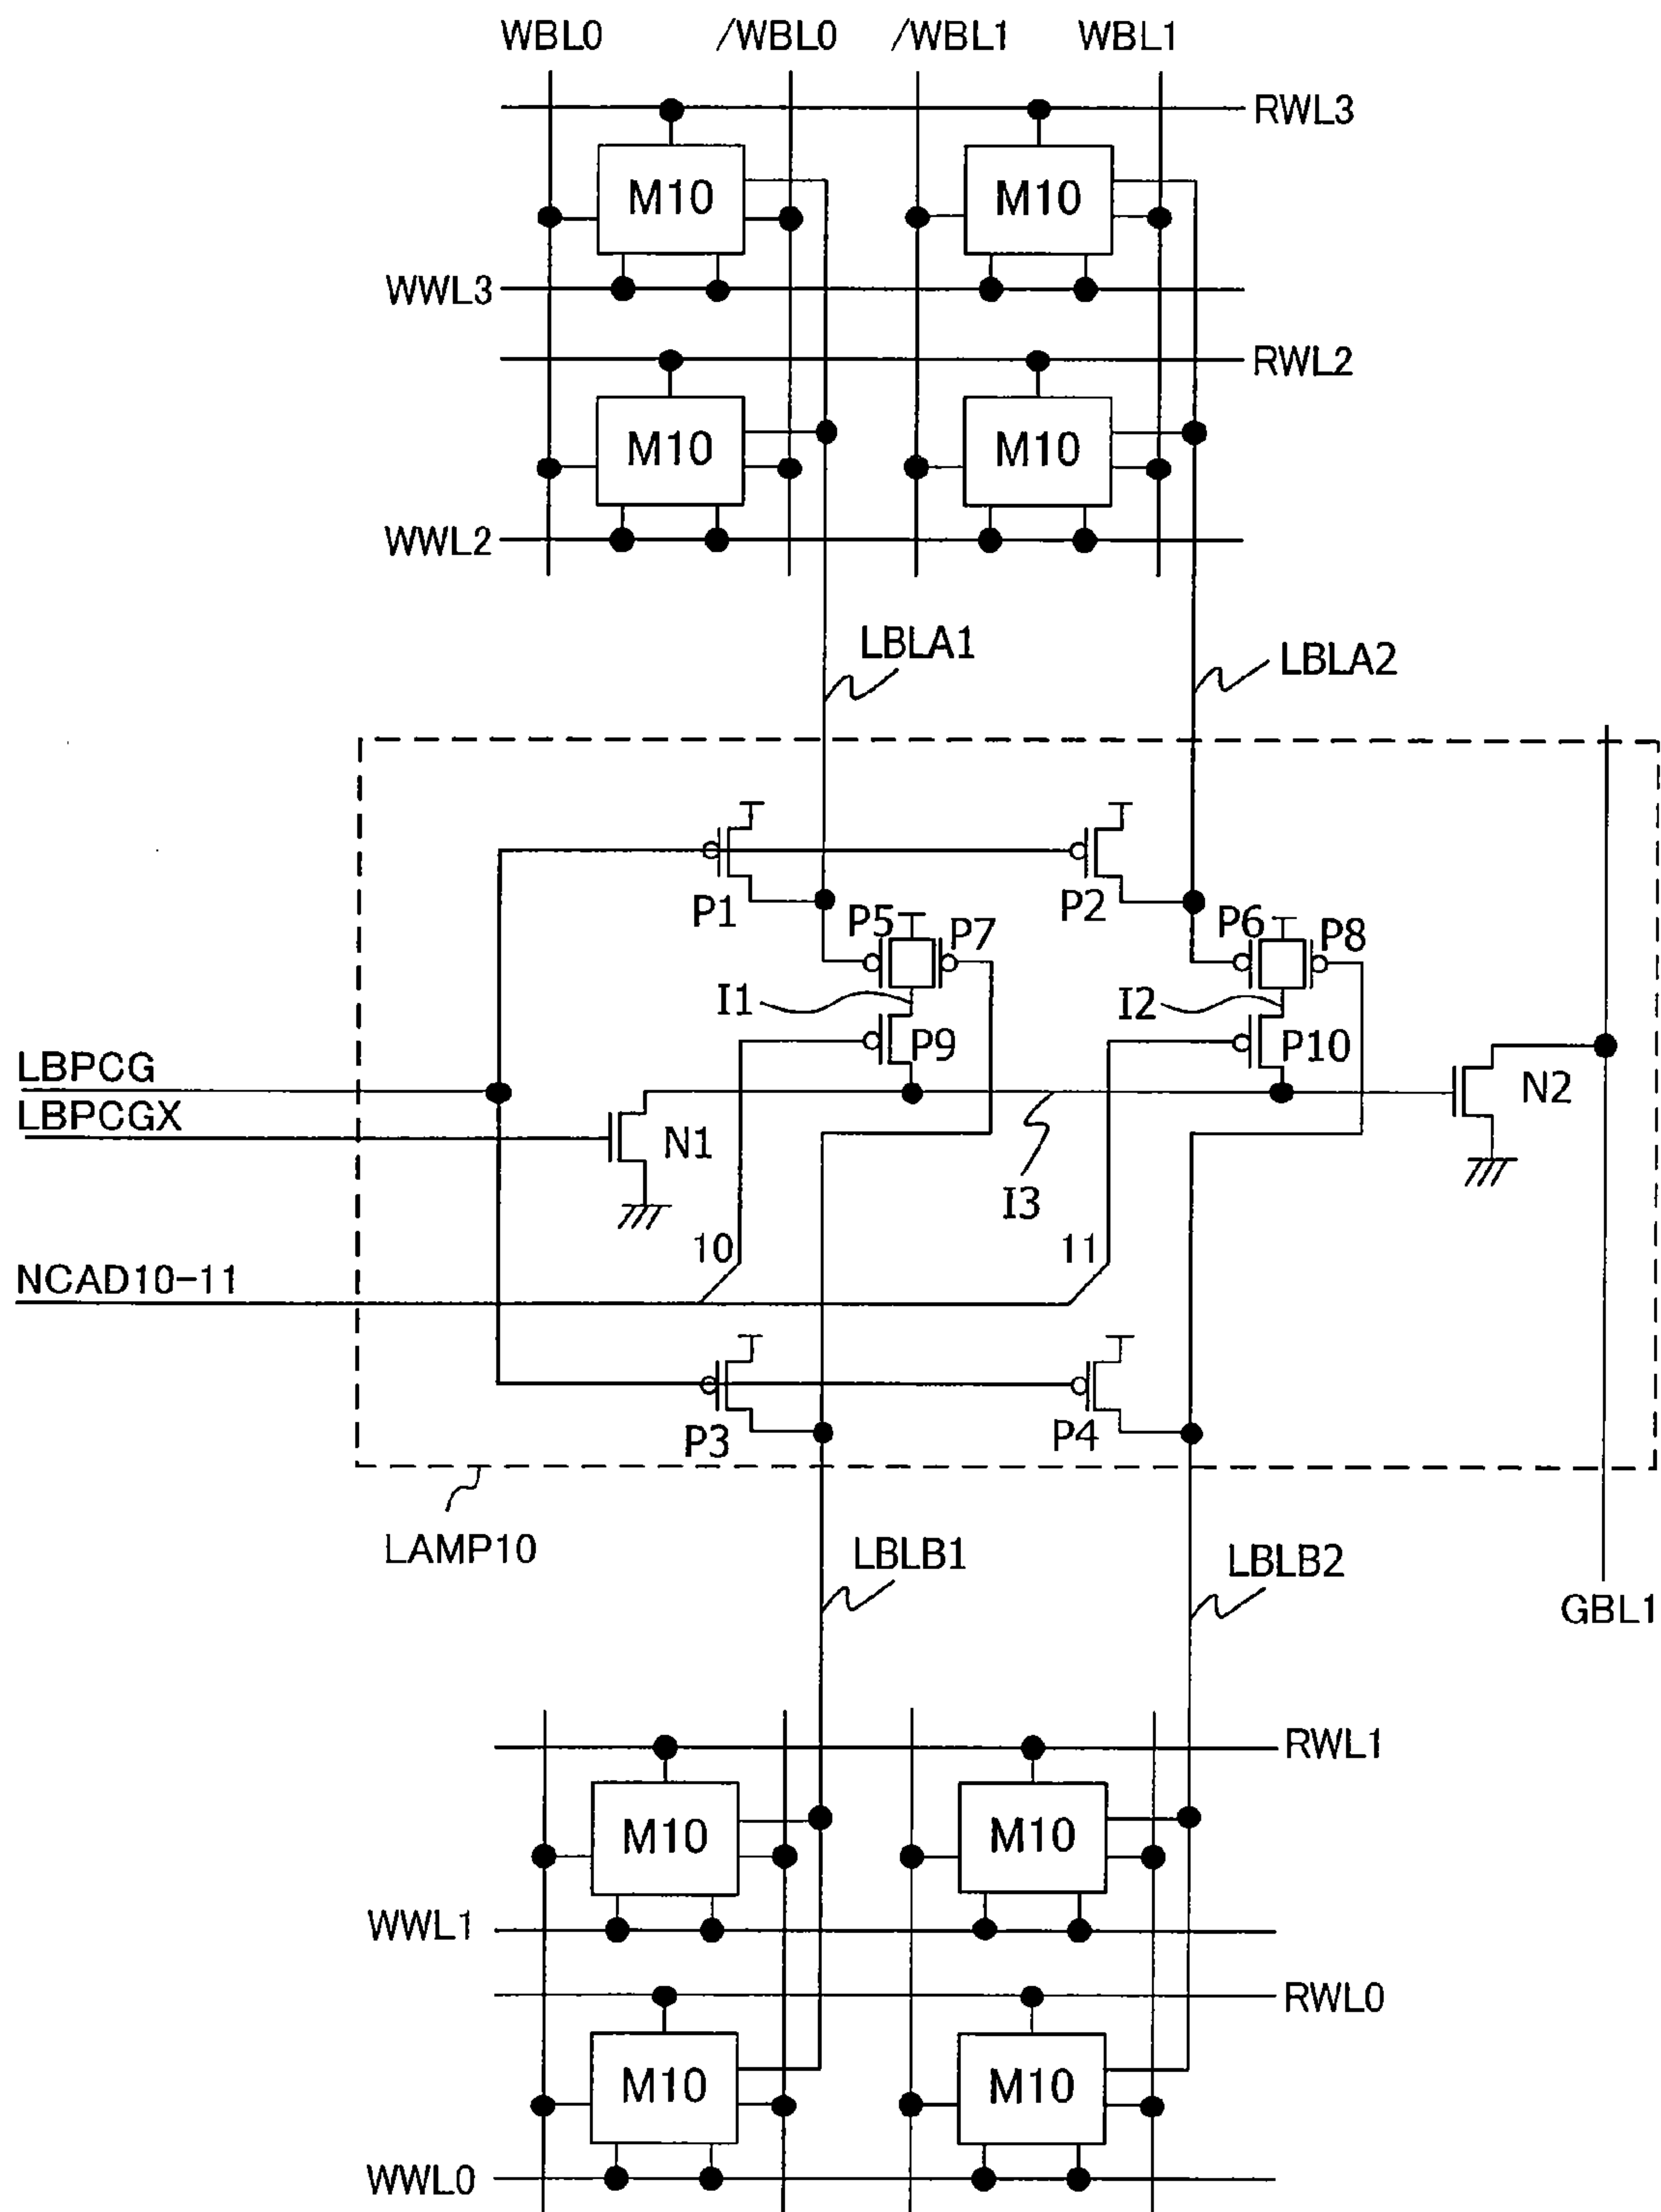 WBL0 /WBL0 /WBL1 WBL1
RWL3
M10 M10
WWL3
RWL2
M10 M10
WWL2
LBLA1 LBLA2
P1 P2
P5 P7 P6 P8
I1 I2
P9 P10
LBPCG
N2
LBPCGX
N1
I3
10 11
NCAD10-11
P3 P4
LAMP10
LBLB1 LBLB2
GBL1
RWL1
M10 M10
WWL1
RWL0
M10 M10
WWL0